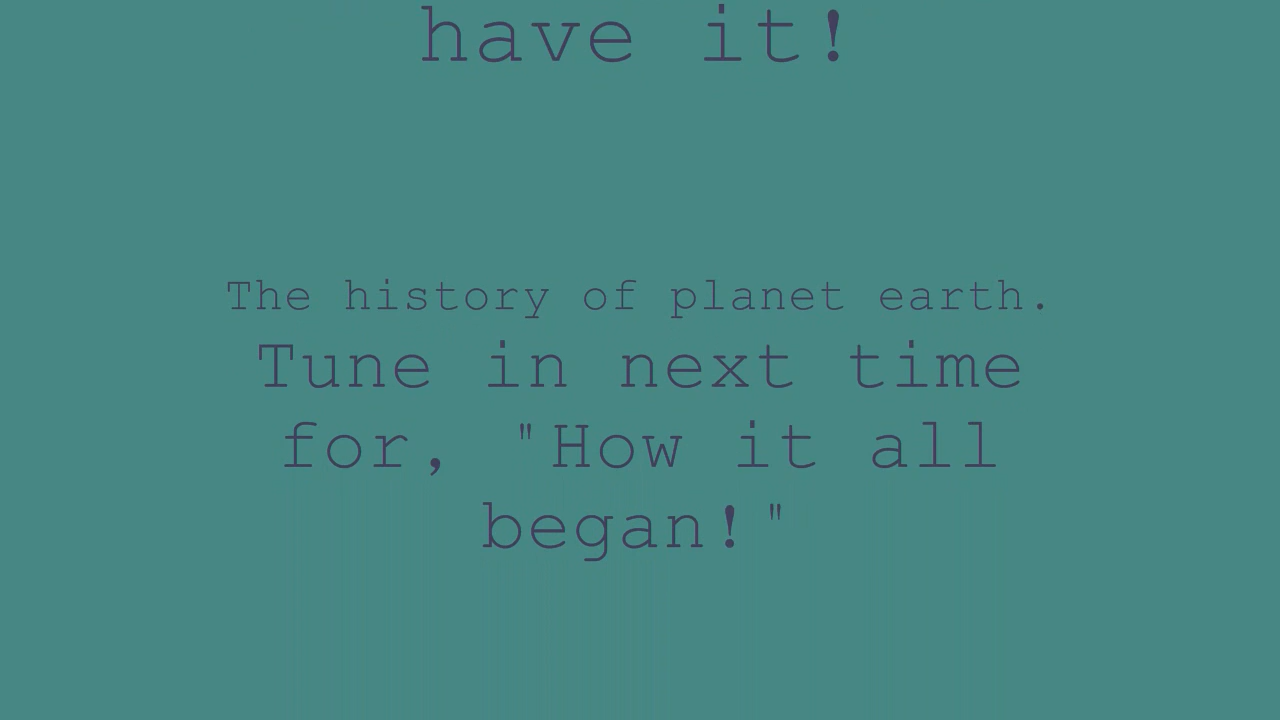 have it!
The history of planet earth.
Tune in next time
for, "How it all
began!"